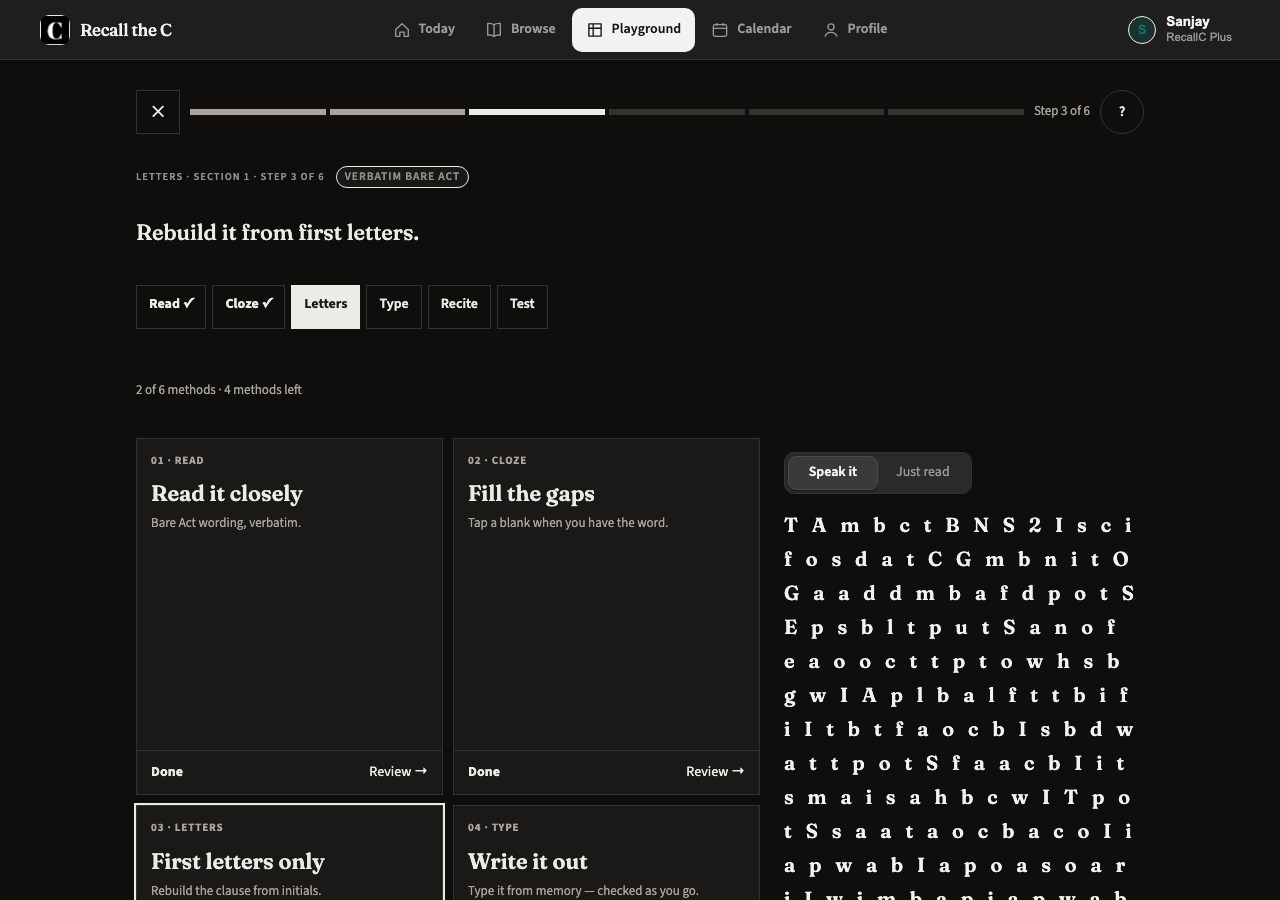 C Recall the C
Today
Browse
Playground
Calendar
Profile
S
Sanjay
RecallC Plus
Step 3 of 6
?
LETTERS · SECTION 1 · STEP 3 OF 6
VERBATIM BARE ACT
Rebuild it from first letters.
Read ✓
Cloze ✓
Letters
Type
Recite
Test
2 of 6 methods · 4 methods left
01 · READ
Read it closely
Bare Act wording, verbatim.
Done
Review →
02 · CLOZE
Fill the gaps
Tap a blank when you have the word.
Done
Review →
03 · LETTERS
First letters only
Rebuild the clause from initials.
04 · TYPE
Write it out
Type it from memory — checked as you go.
Speak it
Just read
T A m b c t B N S 2 I s c i
f o s d a t C G m b n i t O
G a a d d m b a f d p o t S
E p s b l t p u t S a n o f
e a o o c t t p t o w h s b
g w I A p l b a l f t t b i f
i I t b t f a o c b I s b d w
a t t p o t S f a a c b I i t
s m a i s a h b c w I T p o
t S s a a t a o c b a c o I i
a p w a b I a p o a s o a r
i I w i m b a p i a p w a b